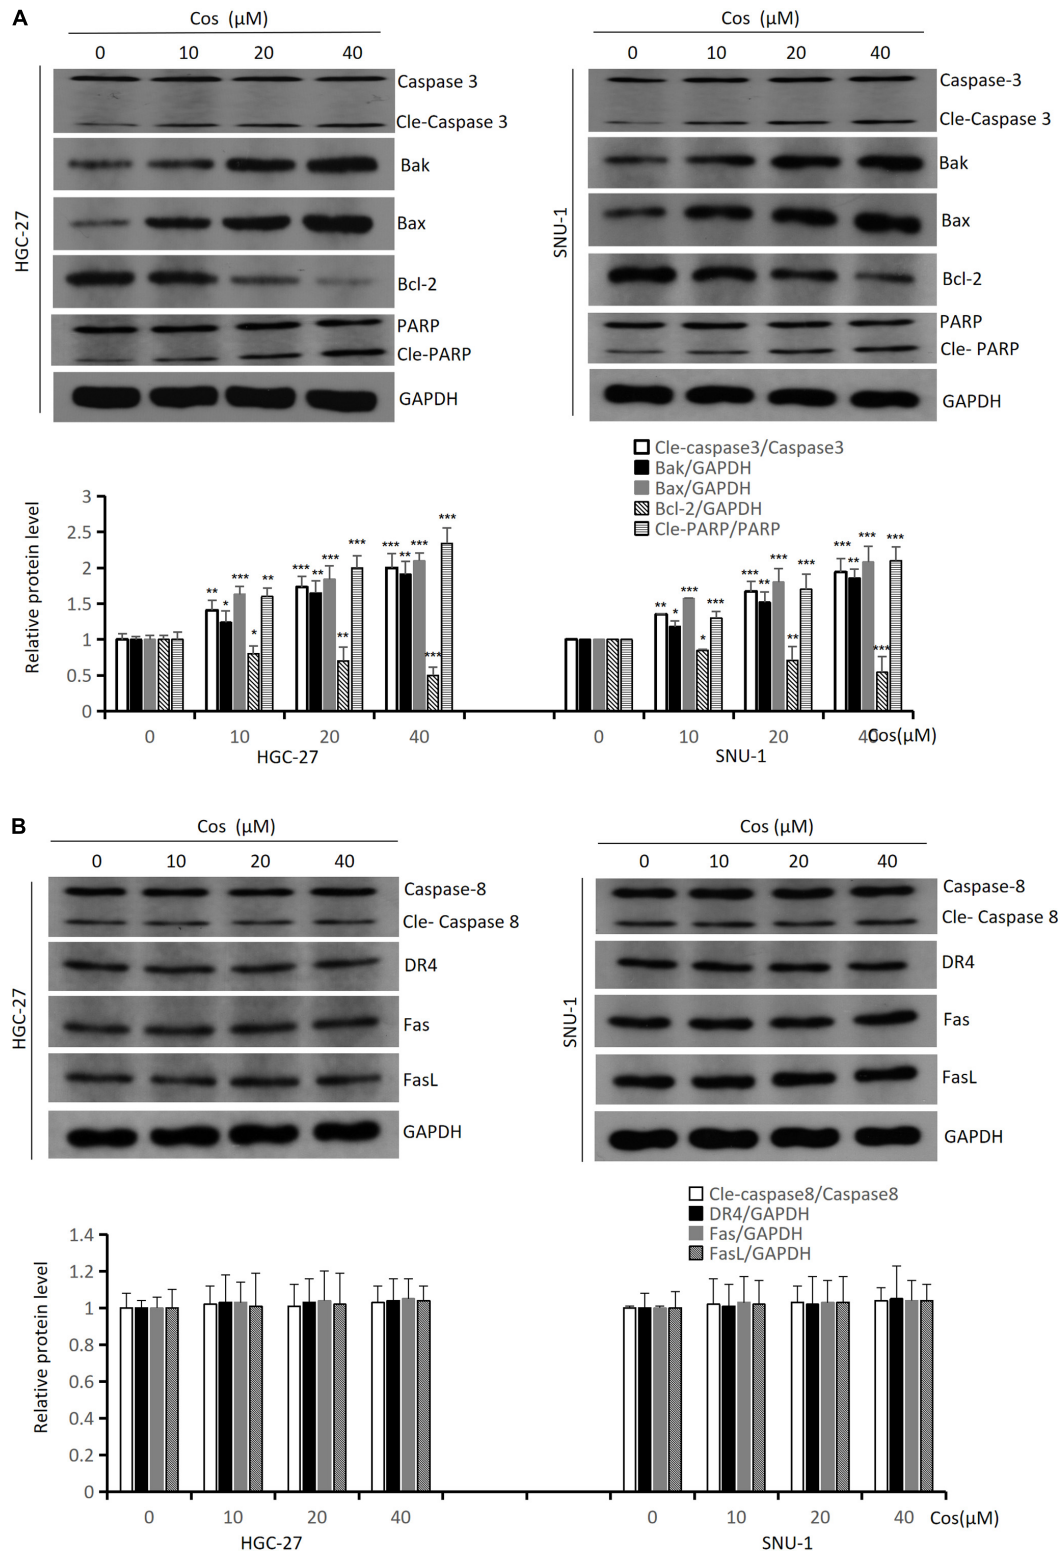 A
Cos (μM)
0 10 20 40
HGC-27
Caspase 3
Cle-Caspase 3
Bak
Bax
Bcl-2
PARP
Cle-PARP
GAPDH
Cos (μM)
0 10 20 40
SNU-1
Caspase-3
Cle-Caspase 3
Bak
Bax
Bcl-2
PARP
Cle- PARP
GAPDH
Cle-caspase3/Caspase3
Bak/GAPDH
Bax/GAPDH
Bcl-2/GAPDH
Cle-PARP/PARP
Relative protein level
3
2.5
2
1.5
1
0.5
0
** * *** * **
*** ** *** ** ***
*** ** *** *** ***
** * *** * ***
*** ** *** ** ***
*** ** *** *** ***
0 10 20 40 0 10 20 40 Cos(μM)
HGC-27 SNU-1
B
Cos (μM)
0 10 20 40
HGC-27
Caspase-8
Cle- Caspase 8
DR4
Fas
FasL
GAPDH
Cos (μM)
0 10 20 40
SNU-1
Caspase-8
Cle- Caspase 8
DR4
Fas
FasL
GAPDH
Cle-caspase8/Caspase8
DR4/GAPDH
Fas/GAPDH
FasL/GAPDH
Relative protein level
1.4
1.2
1
0.8
0.6
0.4
0.2
0
0 10 20 40 0 10 20 40 Cos(μM)
HGC-27 SNU-1